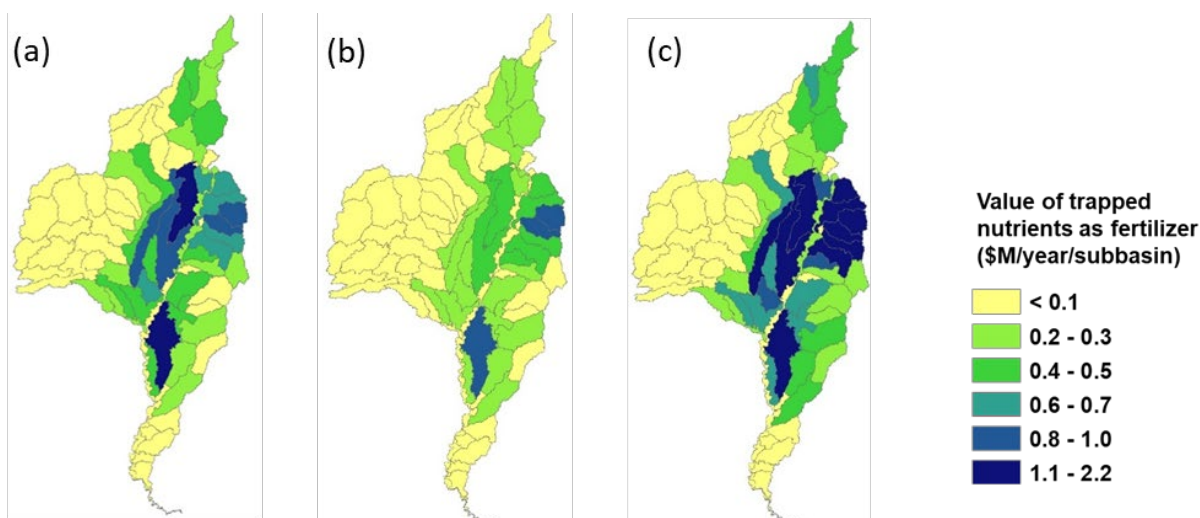 (a)
(b)
(c)
Value of trapped
nutrients as fertilizer
($M/year/subbasin)
< 0.1
0.2 - 0.3
0.4 - 0.5
0.6 - 0.7
0.8 - 1.0
1.1 - 2.2